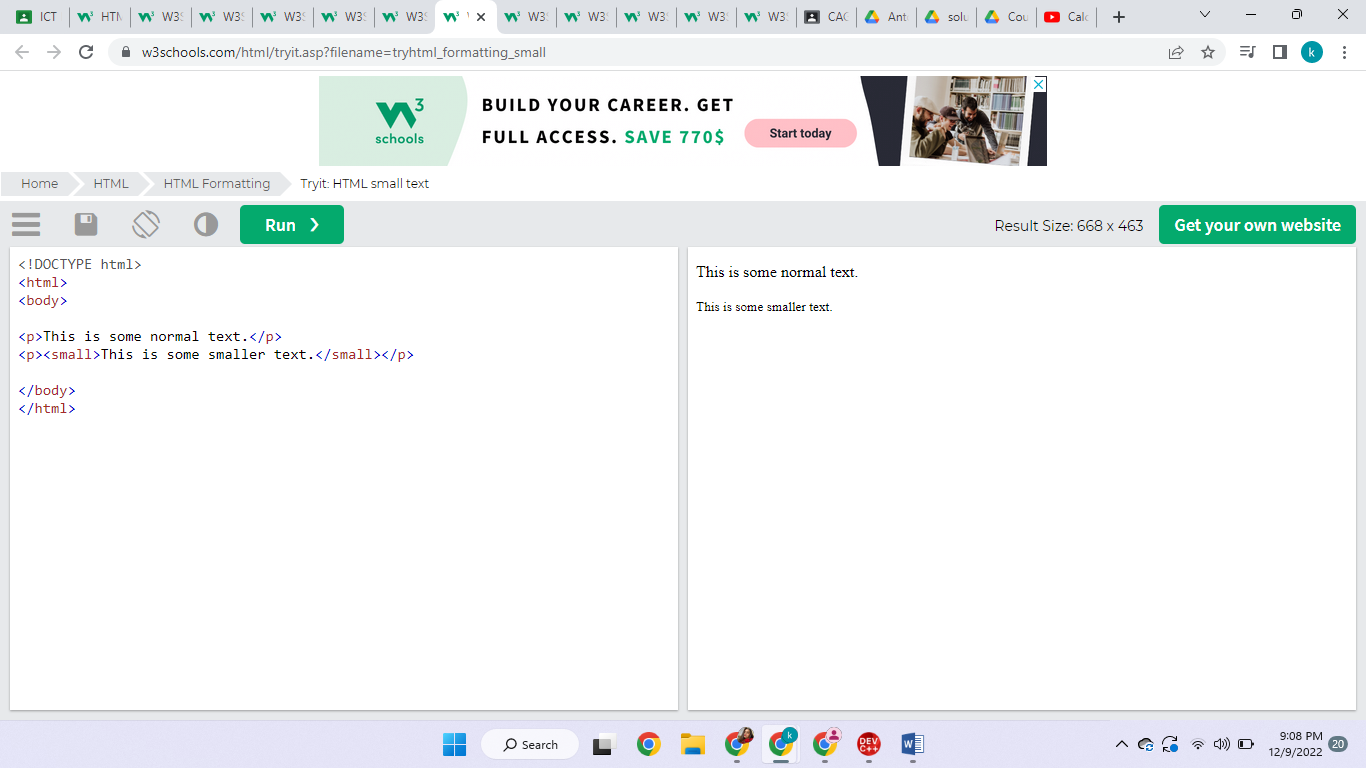 ICT
HTM
W3S
W3S
W3S
W3S
W3S
W3S
W3S
W3S
W3S
W3S
CAC
Ant
solu
Cou
Calc
w3schools.com/html/tryit.asp?filename=tryhtml_formatting_small
k
3
schools
BUILD YOUR CAREER. GET
FULL ACCESS. SAVE 770$
Start today
Home
HTML
HTML Formatting
Tryit: HTML small text
Run ❯
Result Size: 668 x 463
Get your own website
<!DOCTYPE html>
<html>
<body>
<p>This is some normal text.</p>
<p><small>This is some smaller text.</small></p>
</body>
</html>
This is some normal text.
This is some smaller text.
Search
k
DEV
C++
W
9:08 PM
12/9/2022
20